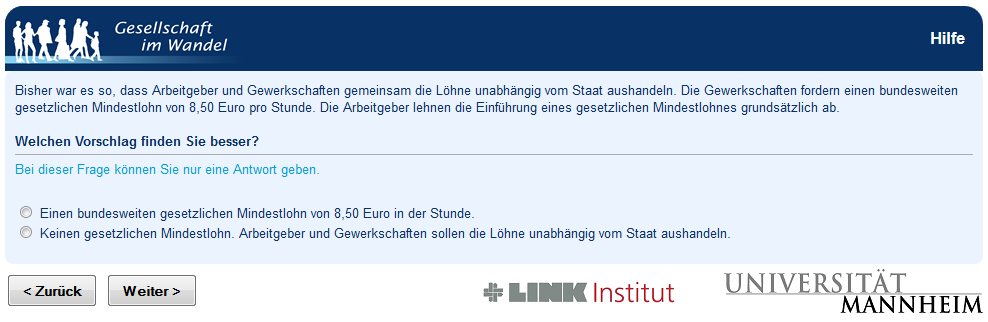 Gesellschaft
im Wandel
Hilfe
Bisher war es so, dass Arbeitgeber und Gewerkschaften gemeinsam die Löhne unabhängig vom Staat aushandeln. Die Gewerkschaften fordern einen bundesweiten
gesetzlichen Mindestlohn von 8,50 Euro pro Stunde. Die Arbeitgeber lehnen die Einführung eines gesetzlichen Mindestlohnes grundsätzlich ab.
Welchen Vorschlag finden Sie besser?
Bei dieser Frage können Sie nur eine Antwort geben.
Einen bundesweiten gesetzlichen Mindestlohn von 8,50 Euro in der Stunde.
Keinen gesetzlichen Mindestlohn. Arbeitgeber und Gewerkschaften sollen die Löhne unabhängig vom Staat aushandeln.
< Zurück
Weiter >
LINK Institut
UNIVERSITÄT
MANNHEIM